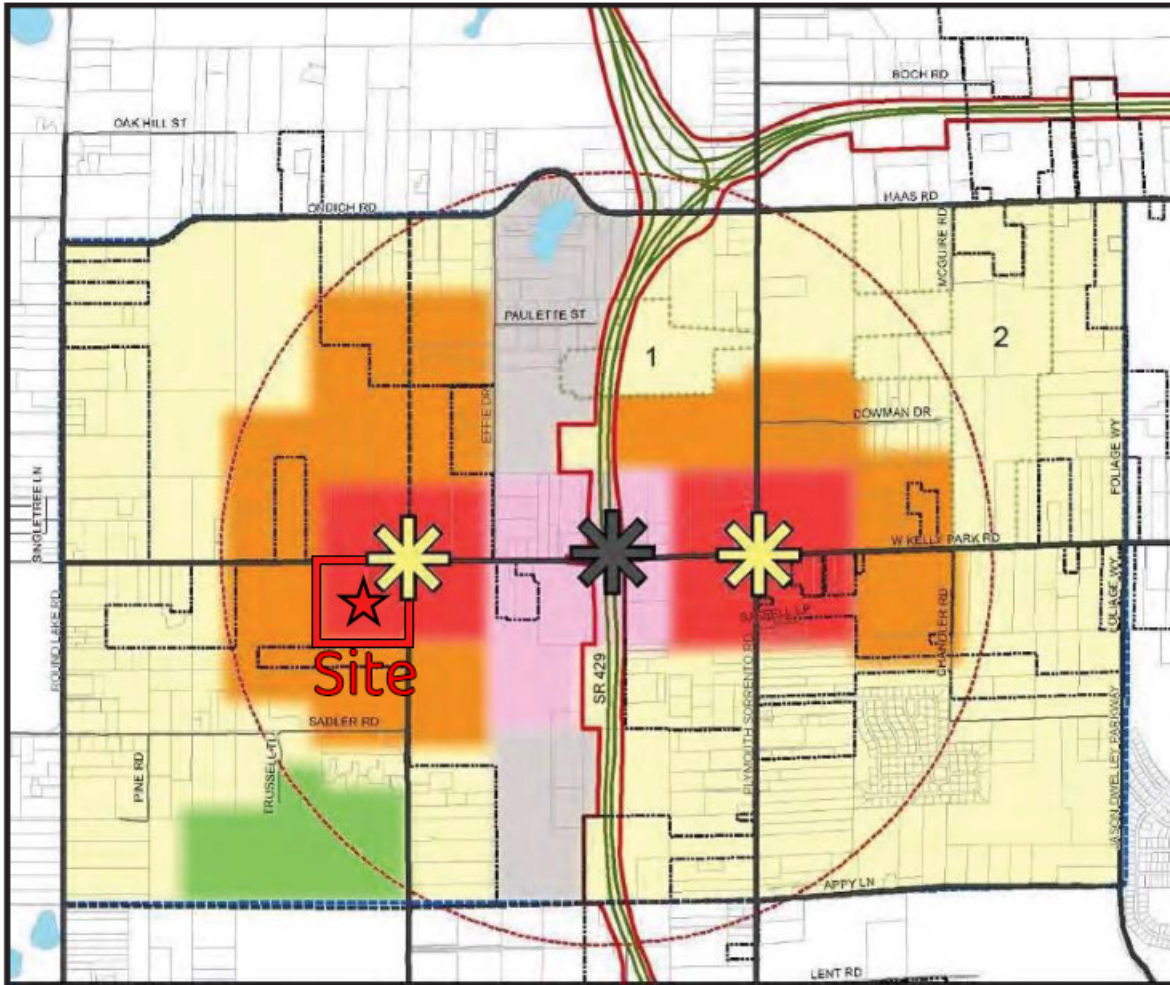 BOCH RD
OAK HILL ST
HAAS RD
ONDICH RD
MCGUIRE RD
PAULETTE ST
1
2
DOWMAN DR
EFFIE DR
FOLIAGE WY
SINGLETREE LN
W KELLY PARK RD
ROUND LAKE RD
SASSELL LP
FOLIAGE WY
CHANDLER RD
Site
SR 429
PLYMOUTH SORRENTO RD
SADLER RD
TRUSSELL TL
PINE RD
JASON DWELLEY PARKWAY
APPY LN
LENT RD